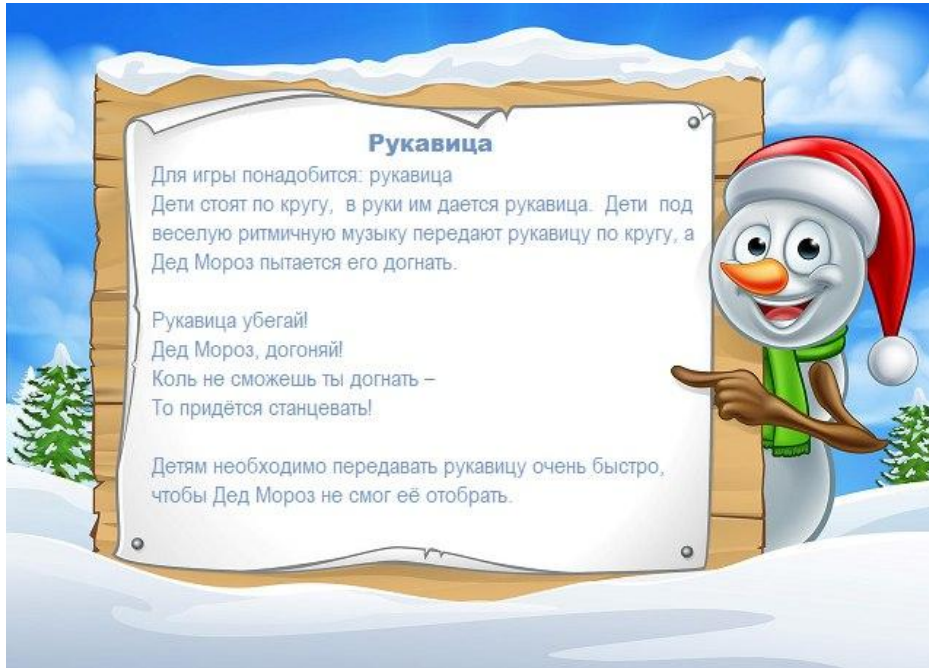 Рукавица
Для игры понадобится: рукавица
Дети стоят по кругу, в руки им дается рукавица. Дети под
веселую ритмичную музыку передают рукавицу по кругу, а
Дед Мороз пытается его догнать.
Рукавица убегай!
Дед Мороз, догоняй!
Коль не сможешь ты догнать –
То придётся станцевать!
Детям необходимо передавать рукавицу очень быстро,
чтобы Дед Мороз не смог её отобрать.